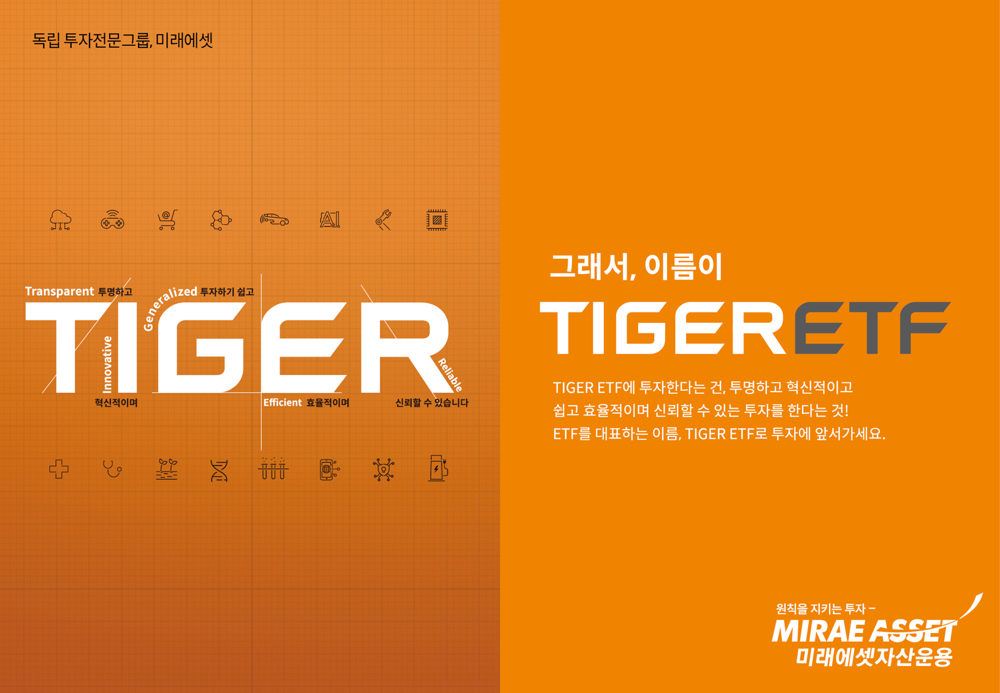 독립 투자전문그룹, 미래에셋
AI
Transparent 투명하고
Generalized 투자하기 쉽고
TIGER
Innovative
혁신적이며
Efficient 효율적이며
Reliable
신뢰할 수 있습니다
그래서, 이름이
TIGER ETF
TIGER ETF에 투자한다는 건, 투명하고 혁신적이고
쉽고 효율적이며 신뢰할 수 있는 투자를 한다는 것!
ETF를 대표하는 이름, TIGER ETF로 투자에 앞서가세요.
원칙을 지키는 투자 –
MIRAE ASSET
미래에셋자산운용